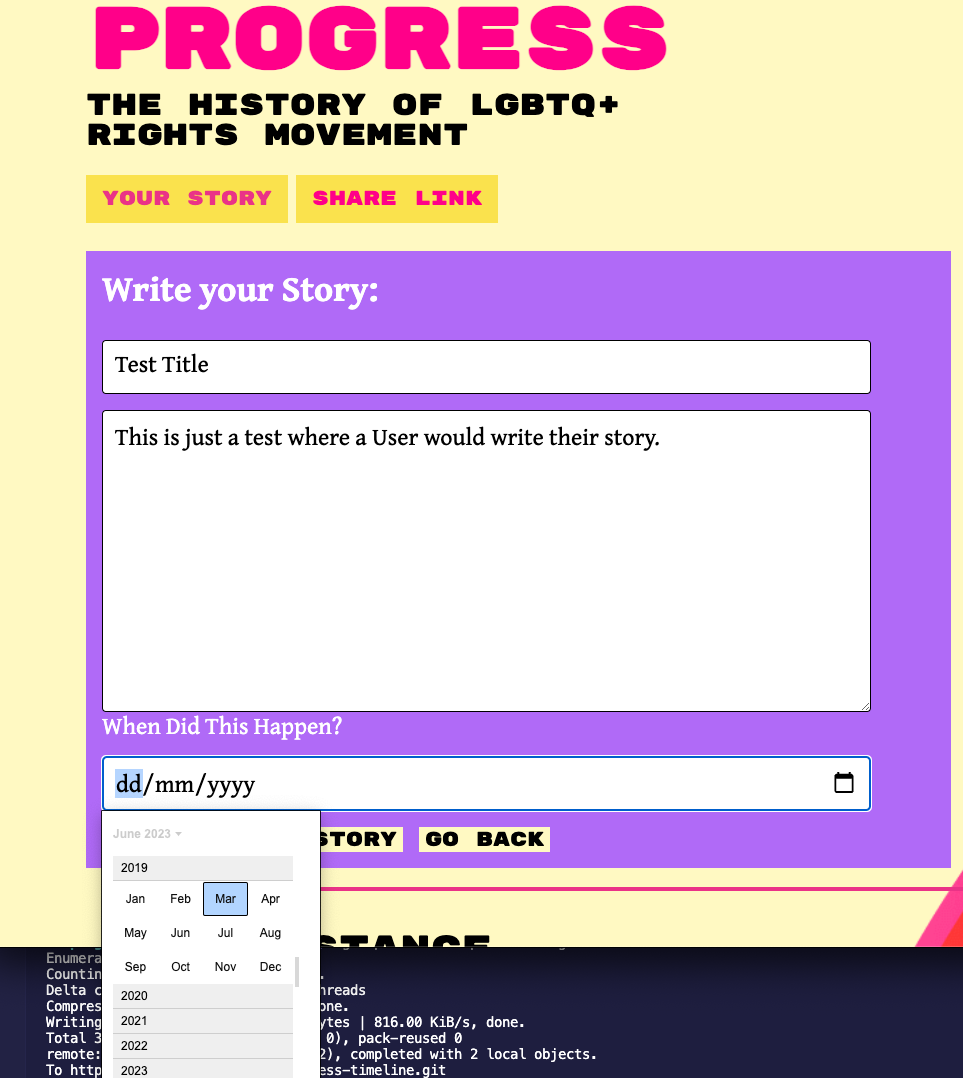 PROGRESS
THE HISTORY OF LGBTQ+
RIGHTS MOVEMENT
YOUR STORY SHARE LINK
Write your Story:
Test Title
This is just a test where a User would write their story.
When Did This Happen?
dd/mm/yyyy
STORY GO BACK
June 2023
2019
Jan Feb Mar Apr
May Jun Jul Aug
Sep Oct Nov Dec
2020
2021
2022
2023
STANCE
Enumera
Countin .
Delta c hreads
Compres one.
Writing ytes | 816.00 KiB/s, done.
Total 3 0), pack-reused 0
remote: 2), completed with 2 local objects.
To http ess-timeline.git